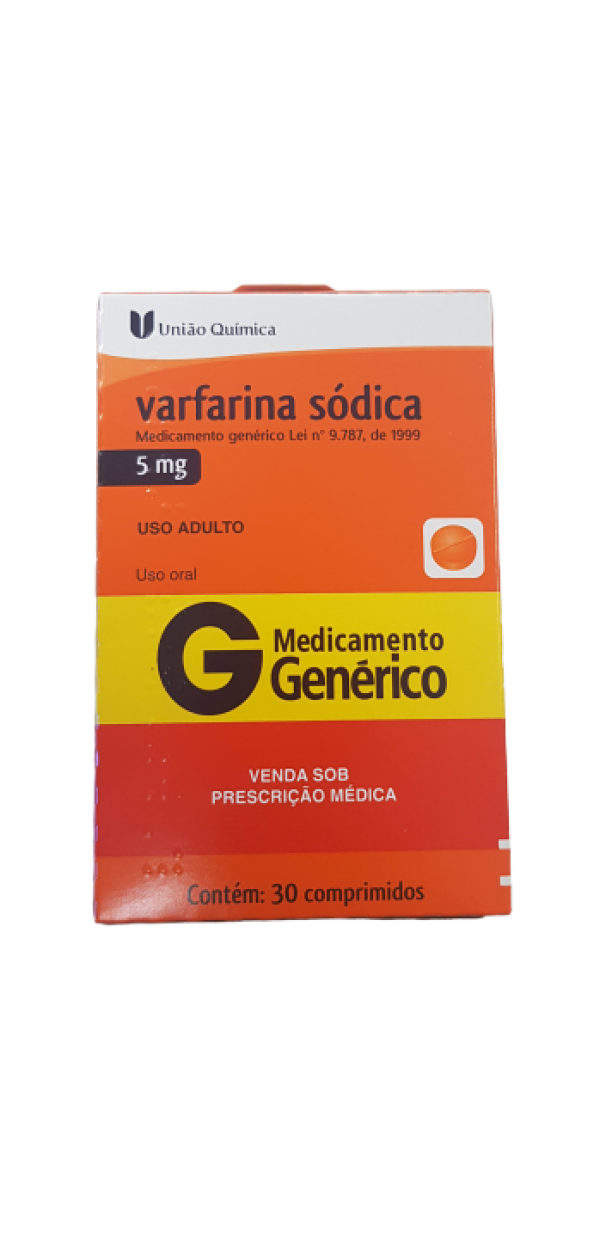 União Química
varfarina sódica
Medicamento genérico Lei nº 9.787, de 1999
5 mg
USO ADULTO
Uso oral
G Medicamento
Genérico
VENDA SOB
PRESCRIÇÃO MÉDICA
Contém: 30 comprimidos